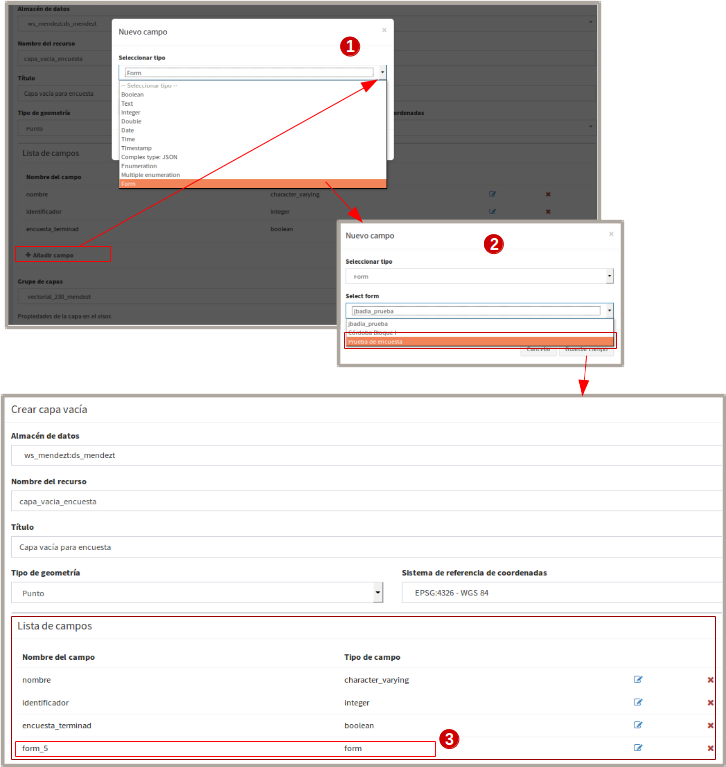 Almacén de datos
ws_mendezt:ds_mendezt
Nombre del recurso
capa_vacia_encuesta
Título
Capa vacía para encuesta
Tipo de geometría
Punto
Lista de campos
Nombre del campo
nombre
character_varying
identificador
integer
encuesta_terminad
boolean
+ Añadir campo
Grupo de capas
vectorial_230_mendezt
Propiedades de la capa en el visor
Nuevo campo
×
1
Seleccionar tipo
Form
-- Seleccionar tipo --
Boolean
Text
Integer
Double
Date
Time
Timestamp
Complex type: JSON
Enumeration
Multiple enumeration
Form
Nuevo campo
×
2
Seleccionar tipo
Form
Select form
jbadia_prueba
jbadia_prueba
Córdoba Bloque I
Prueba de encuesta
Cancelar
Guardar campo
Crear capa vacía
Almacén de datos
ws_mendezt:ds_mendezt
Nombre del recurso
capa_vacia_encuesta
Título
Capa vacía para encuesta
Tipo de geometría
Sistema de referencia de coordenadas
Punto
EPSG:4326 - WGS 84
Lista de campos
Nombre del campo
Tipo de campo
nombre
character_varying
identificador
integer
encuesta_terminad
boolean
form_5
form
3